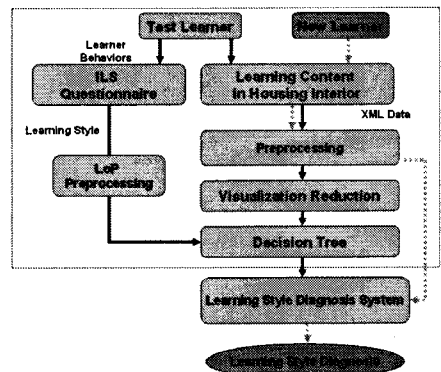 Test Learner
New Learner
Learner
Behaviors
ILS
Questionnaire
Learning Content
in Housing Interior
XML Data
Learning Style
Preprocessing
LoP
Preprocessing
Visualization Reduction
Decision Tree
Learning Style Diagnosis System
Learning Style Diagnosis